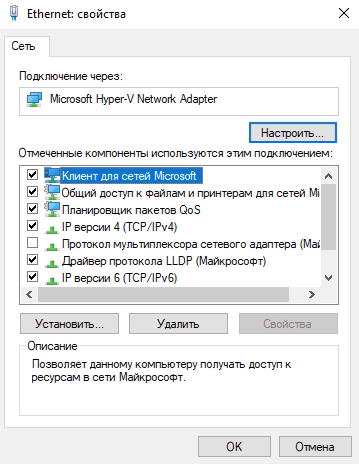 Ethernet: свойства
Сеть
Подключение через:
Microsoft Hyper-V Network Adapter
Настроить...
Отмеченные компоненты используются этим подключением:
Клиент для сетей Microsoft
Общий доступ к файлам и принтерам для сетей Mi
Планировщик пакетов QoS
IP версии 4 (TCP/IPv4)
Протокол мультиплексора сетевого адаптера (Май
Драйвер протокола LLDP (Майкрософт)
IP версии 6 (TCP/IPv6)
Установить... Удалить Свойства
Описание
Позволяет данному компьютеру получать доступ к
ресурсам в сети Майкрософт.
OK Отмена